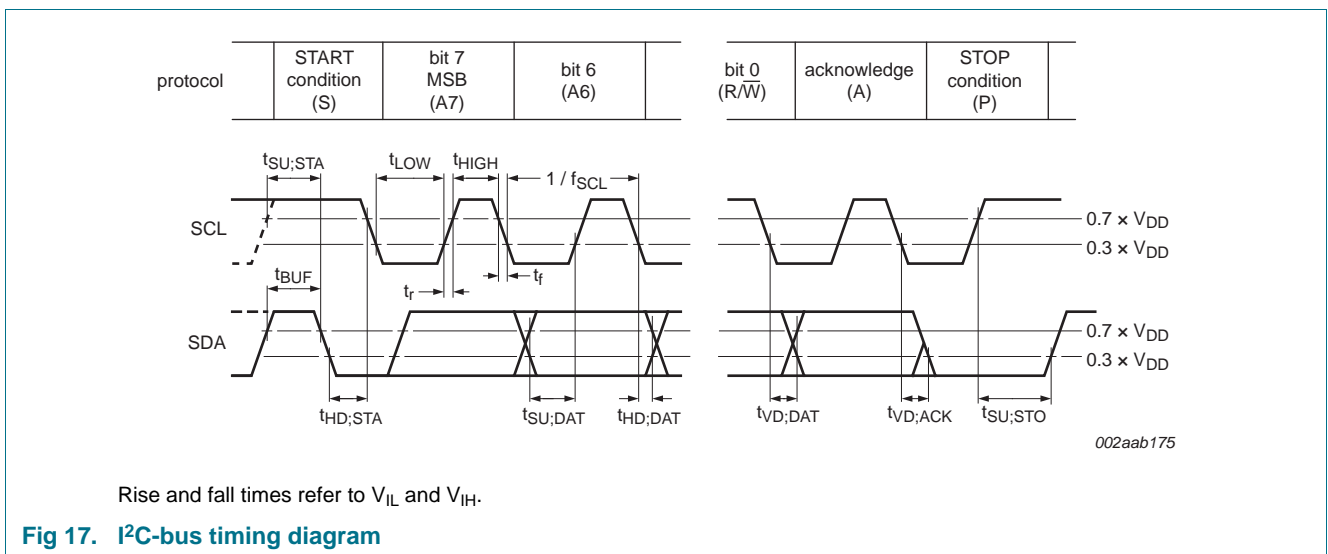 protocol
START condition (S)
bit 7 MSB (A7)
bit 6 (A6)
bit 0 (R/W̅)
acknowledge (A)
STOP condition (P)
tSU;STA
tLOW
tHIGH
1 / fSCL
SCL
0.7 × VDD
0.3 × VDD
tBUF
tr
tf
SDA
0.7 × VDD
0.3 × VDD
tHD;STA
tSU;DAT
tHD;DAT
tVD;DAT
tVD;ACK
tSU;STO
002aab175
Rise and fall times refer to VIL and VIH.
Fig 17. I²C-bus timing diagram